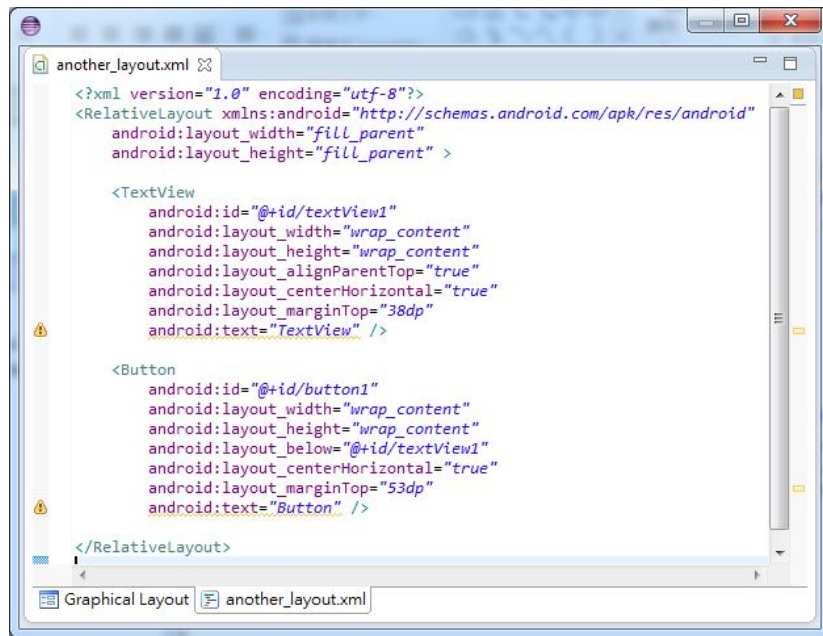 another_layout.xml
<?xml version="1.0" encoding="utf-8"?>
<RelativeLayout xmlns:android="http://schemas.android.com/apk/res/android"
    android:layout_width="fill_parent"
    android:layout_height="fill_parent" >
    <TextView
        android:id="@+id/textView1"
        android:layout_width="wrap_content"
        android:layout_height="wrap_content"
        android:layout_alignParentTop="true"
        android:layout_centerHorizontal="true"
        android:layout_marginTop="38dp"
        android:text="TextView" />
    <Button
        android:id="@+id/button1"
        android:layout_width="wrap_content"
        android:layout_height="wrap_content"
        android:layout_below="@+id/textView1"
        android:layout_centerHorizontal="true"
        android:layout_marginTop="53dp"
        android:text="Button" />
</RelativeLayout>
Graphical Layout another_layout.xml